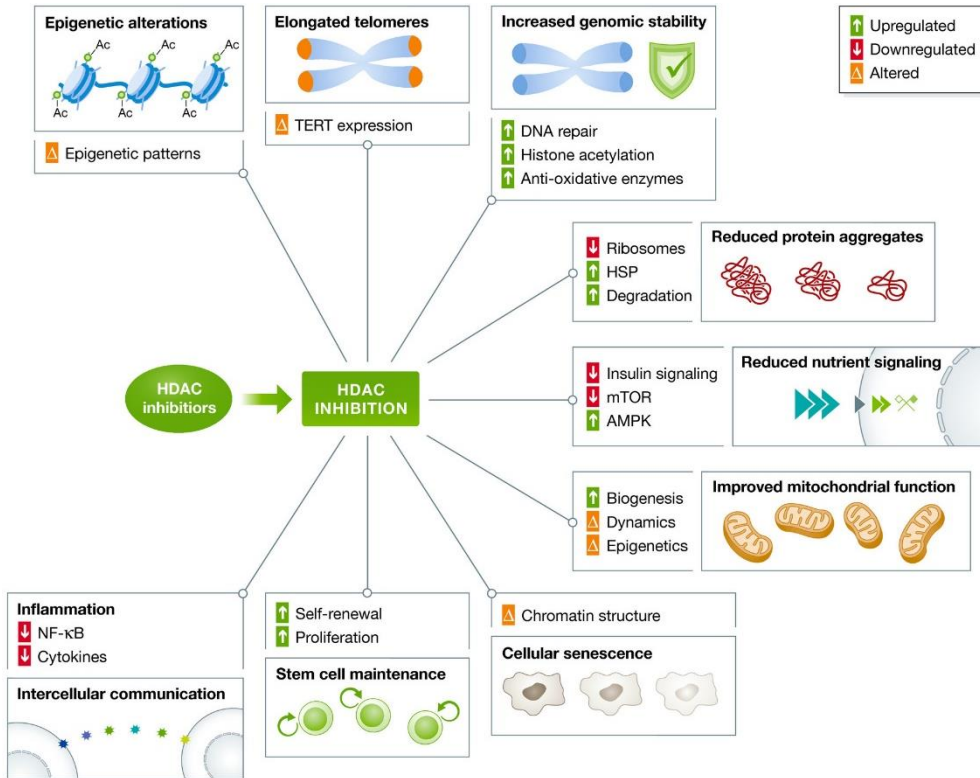 Epigenetic alterations
Ac
Ac
Ac
Ac
Ac
Ac
Δ Epigenetic patterns
Elongated telomeres
Δ TERT expression
Increased genomic stability
↑ DNA repair
↑ Histone acetylation
↑ Anti-oxidative enzymes
↑ Upregulated
↓ Downregulated
Δ Altered
↓ Ribosomes
↑ HSP
↑ Degradation
Reduced protein aggregates
HDAC
inhibitiors
HDAC
INHIBITION
↓ Insulin signaling
↓ mTOR
↑ AMPK
Reduced nutrient signaling
↑ Biogenesis
Δ Dynamics
Δ Epigenetics
Improved mitochondrial function
Inflammation
↓ NF-κB
↓ Cytokines
Intercellular communication
↑ Self-renewal
↑ Proliferation
Stem cell maintenance
Δ Chromatin structure
Cellular senescence